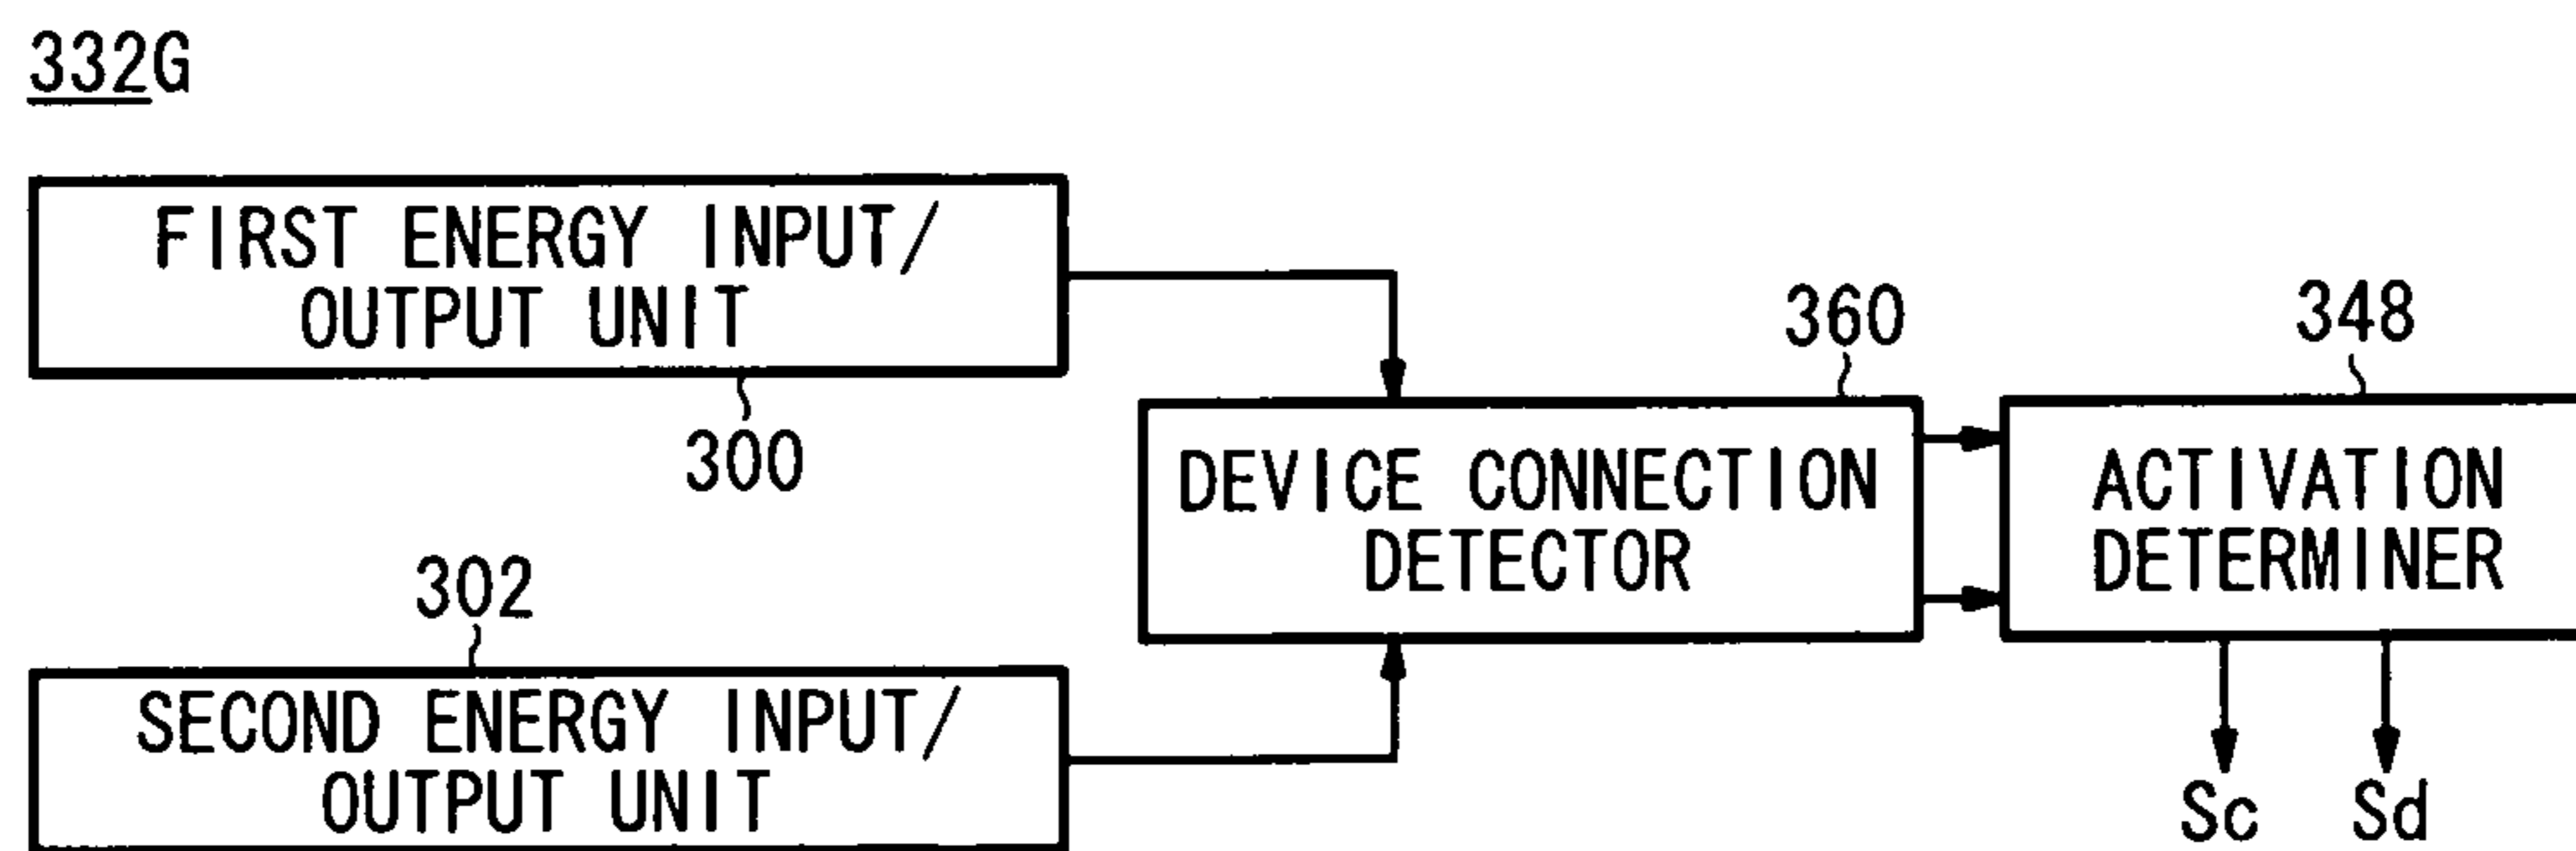 332G
FIRST ENERGY INPUT/
OUTPUT UNIT
300
360
348
DEVICE CONNECTION
DETECTOR
ACTIVATION
DETERMINER
302
SECOND ENERGY INPUT/
OUTPUT UNIT
Sc
Sd